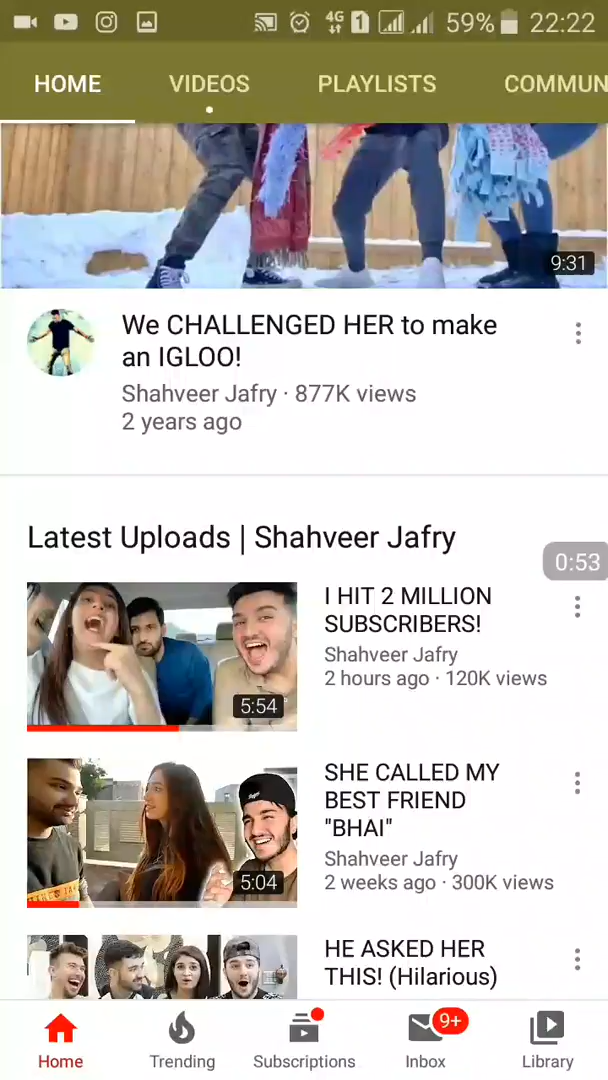 4G 1 59% 22:22
HOME VIDEOS PLAYLISTS COMMUN
9:31
We CHALLENGED HER to make
an IGLOO!
Shahveer Jafry · 877K views
2 years ago
Latest Uploads | Shahveer Jafry
0:53
I HIT 2 MILLION
SUBSCRIBERS!
Shahveer Jafry
2 hours ago · 120K views
5:54
SHE CALLED MY
BEST FRIEND
"BHAI"
Shahveer Jafry
2 weeks ago · 300K views
5:04
HE ASKED HER
THIS! (Hilarious)
9+
Home Trending Subscriptions Inbox Library